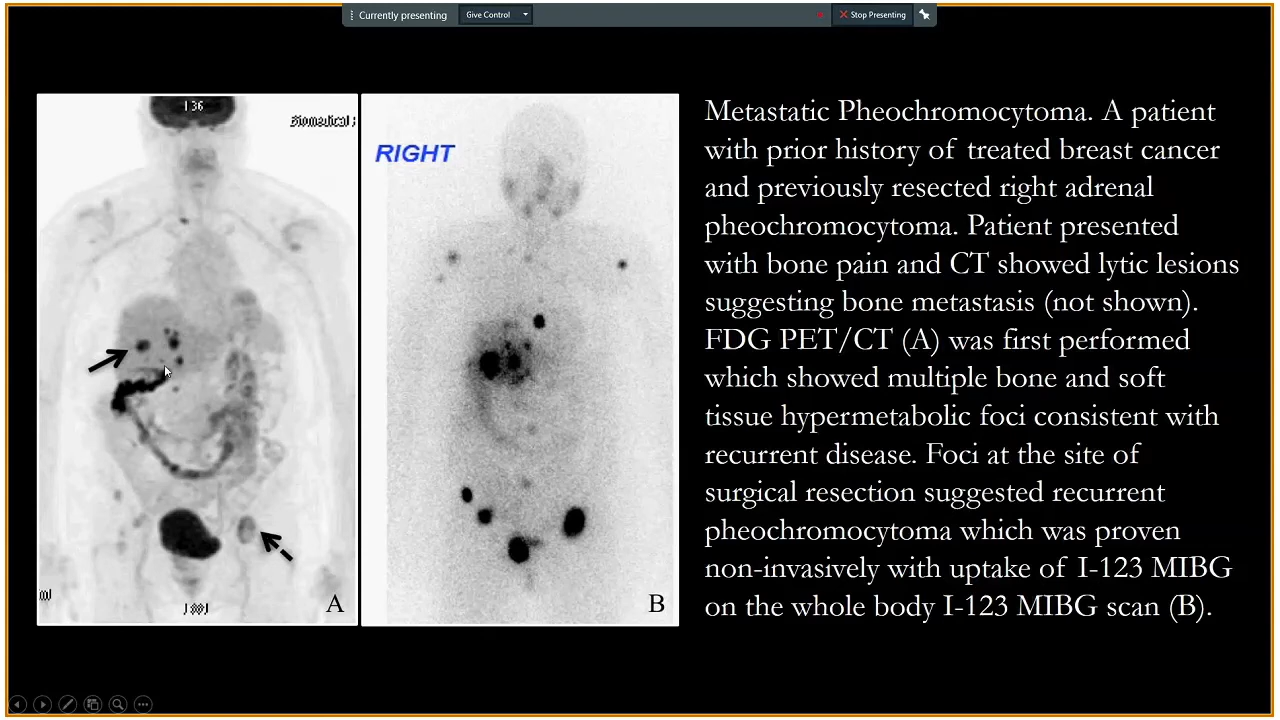 Currently presenting
Give Control
Stop Presenting
136
Biomedical
RIGHT
A
B
Metastatic Pheochromocytoma. A patient
with prior history of treated breast cancer
and previously resected right adrenal
pheochromocytoma. Patient presented
with bone pain and CT showed lytic lesions
suggesting bone metastasis (not shown).
FDG PET/CT (A) was first performed
which showed multiple bone and soft
tissue hypermetabolic foci consistent with
recurrent disease. Foci at the site of
surgical resection suggested recurrent
pheochromocytoma which was proven
non-invasively with uptake of I-123 MIBG
on the whole body I-123 MIBG scan (B).